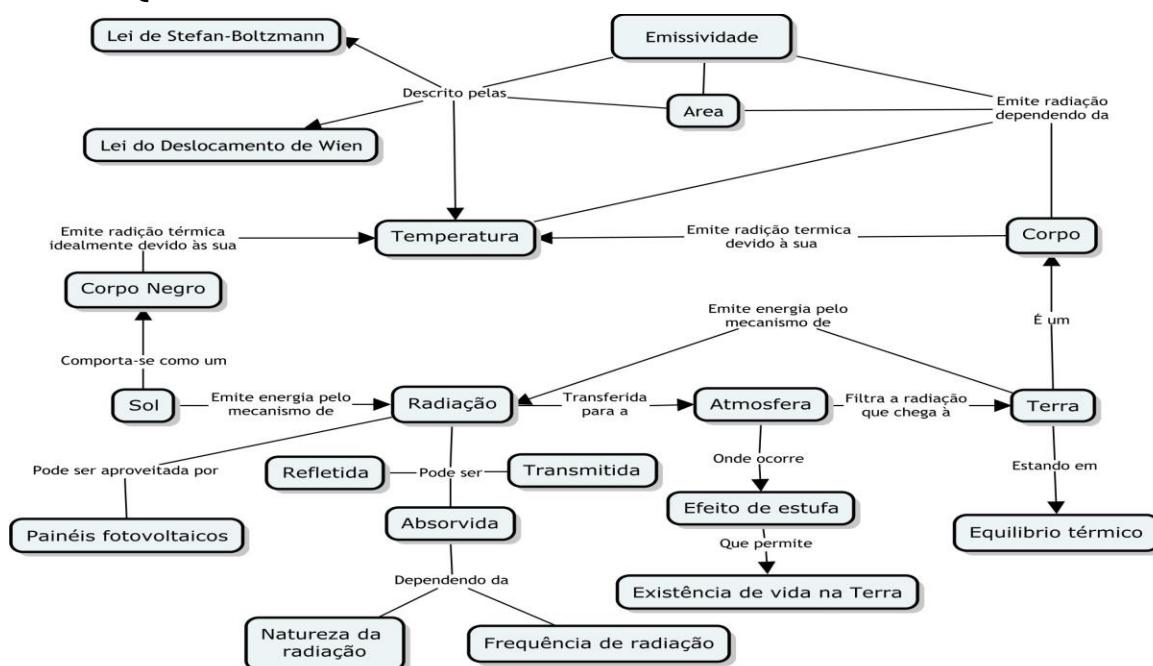 Lei de Stefan-Boltzmann
Emissividade
Descrito pelas
Area
Emite radiação
dependendo da
Lei do Deslocamento de Wien
Emite radição térmica
idealmente devido às sua
Temperatura
Emite radição termica
devido à sua
Corpo
Corpo Negro
Emite energia pelo
mecanismo de
É um
Comporta-se como um
Sol
Emite energia pelo
mecanismo de
Radiação
Transferida
para a
Atmosfera
Filtra a radiação
que chega à
Terra
Pode ser aproveitada por
Refletida
Pode ser
Transmitida
Onde ocorre
Estando em
Painéis fotovoltaicos
Absorvida
Efeito de estufa
Equilibrio térmico
Que permite
Dependendo da
Existência de vida na Terra
Natureza da
radiação
Frequência de radiação